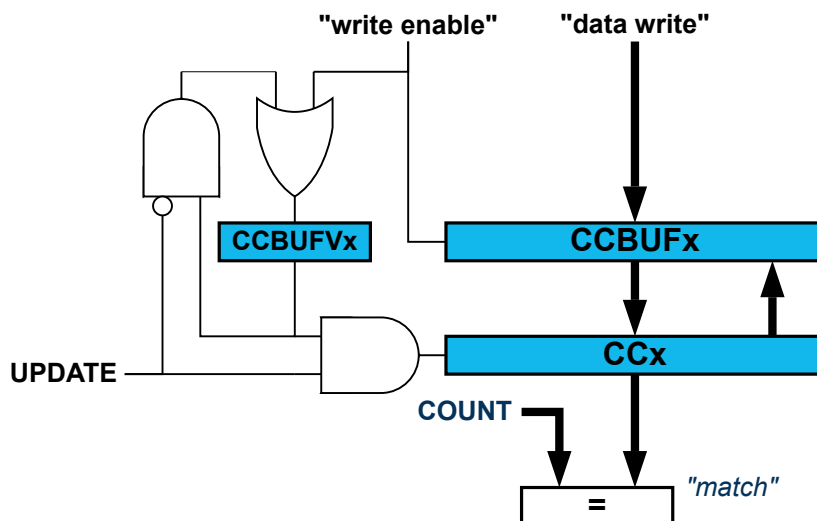 "write enable"
"data write"
CCBUFVx
CCBUFx
CCx
UPDATE
COUNT
"match"
=